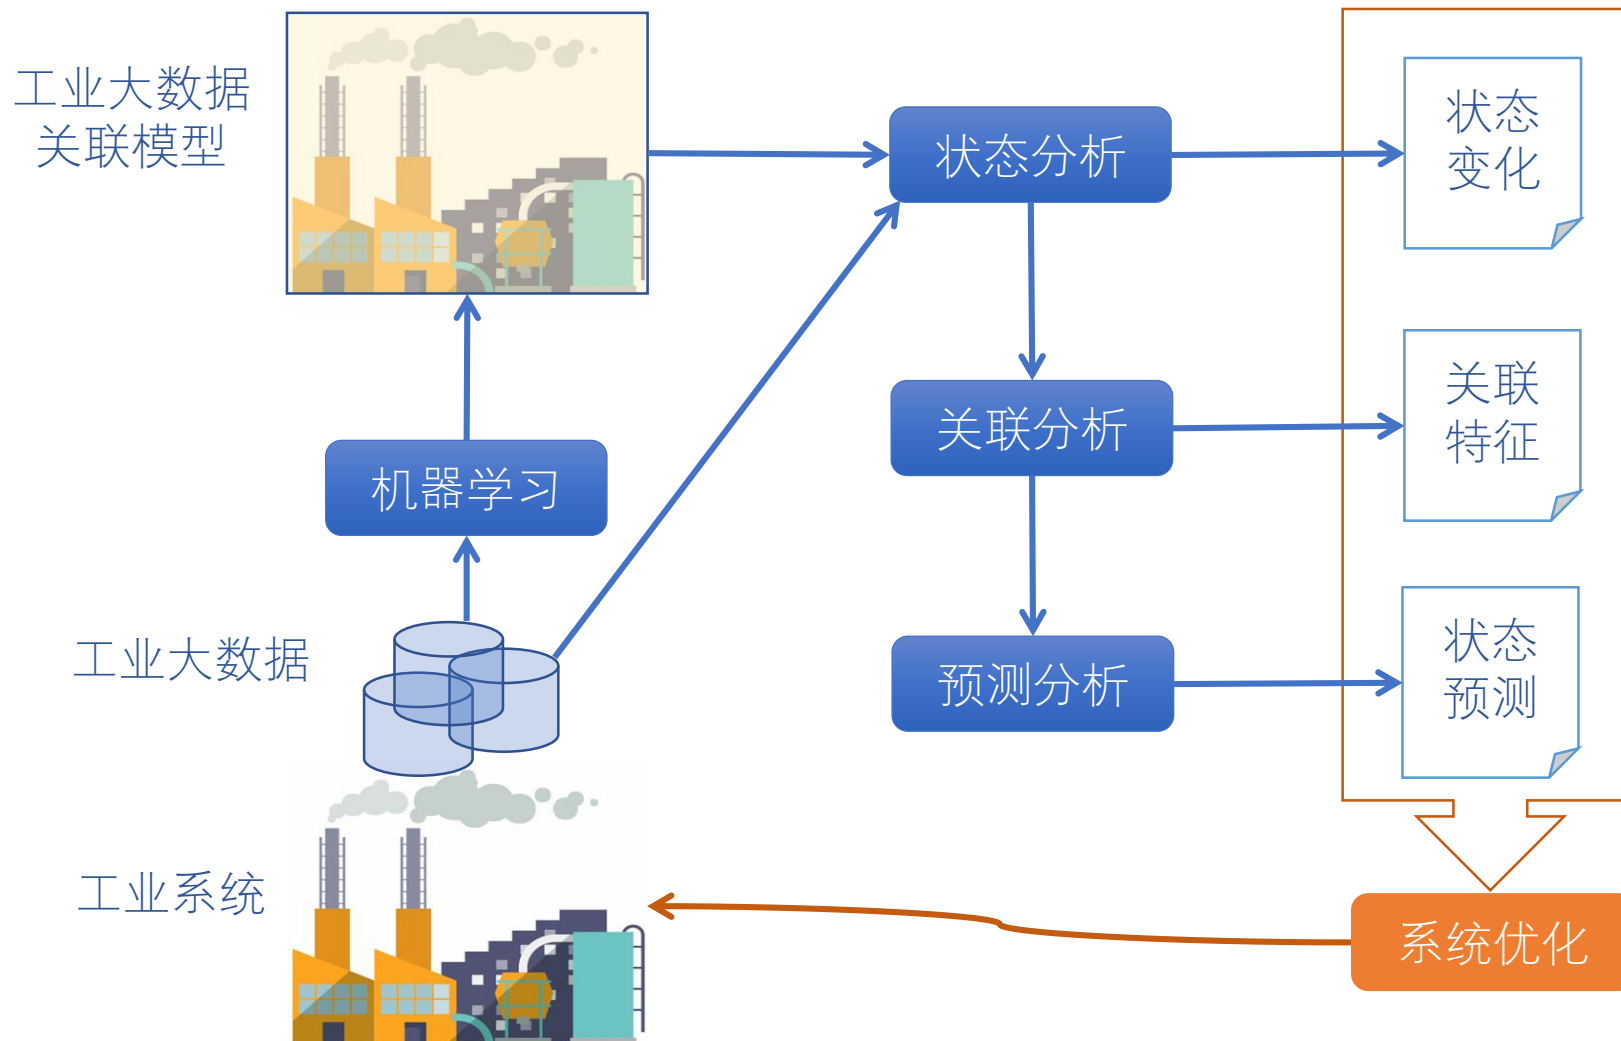 工业大数据
关联模型
状态分析
状态
变化
关联分析
关联
特征
机器学习
工业大数据
预测分析
状态
预测
工业系统
系统优化